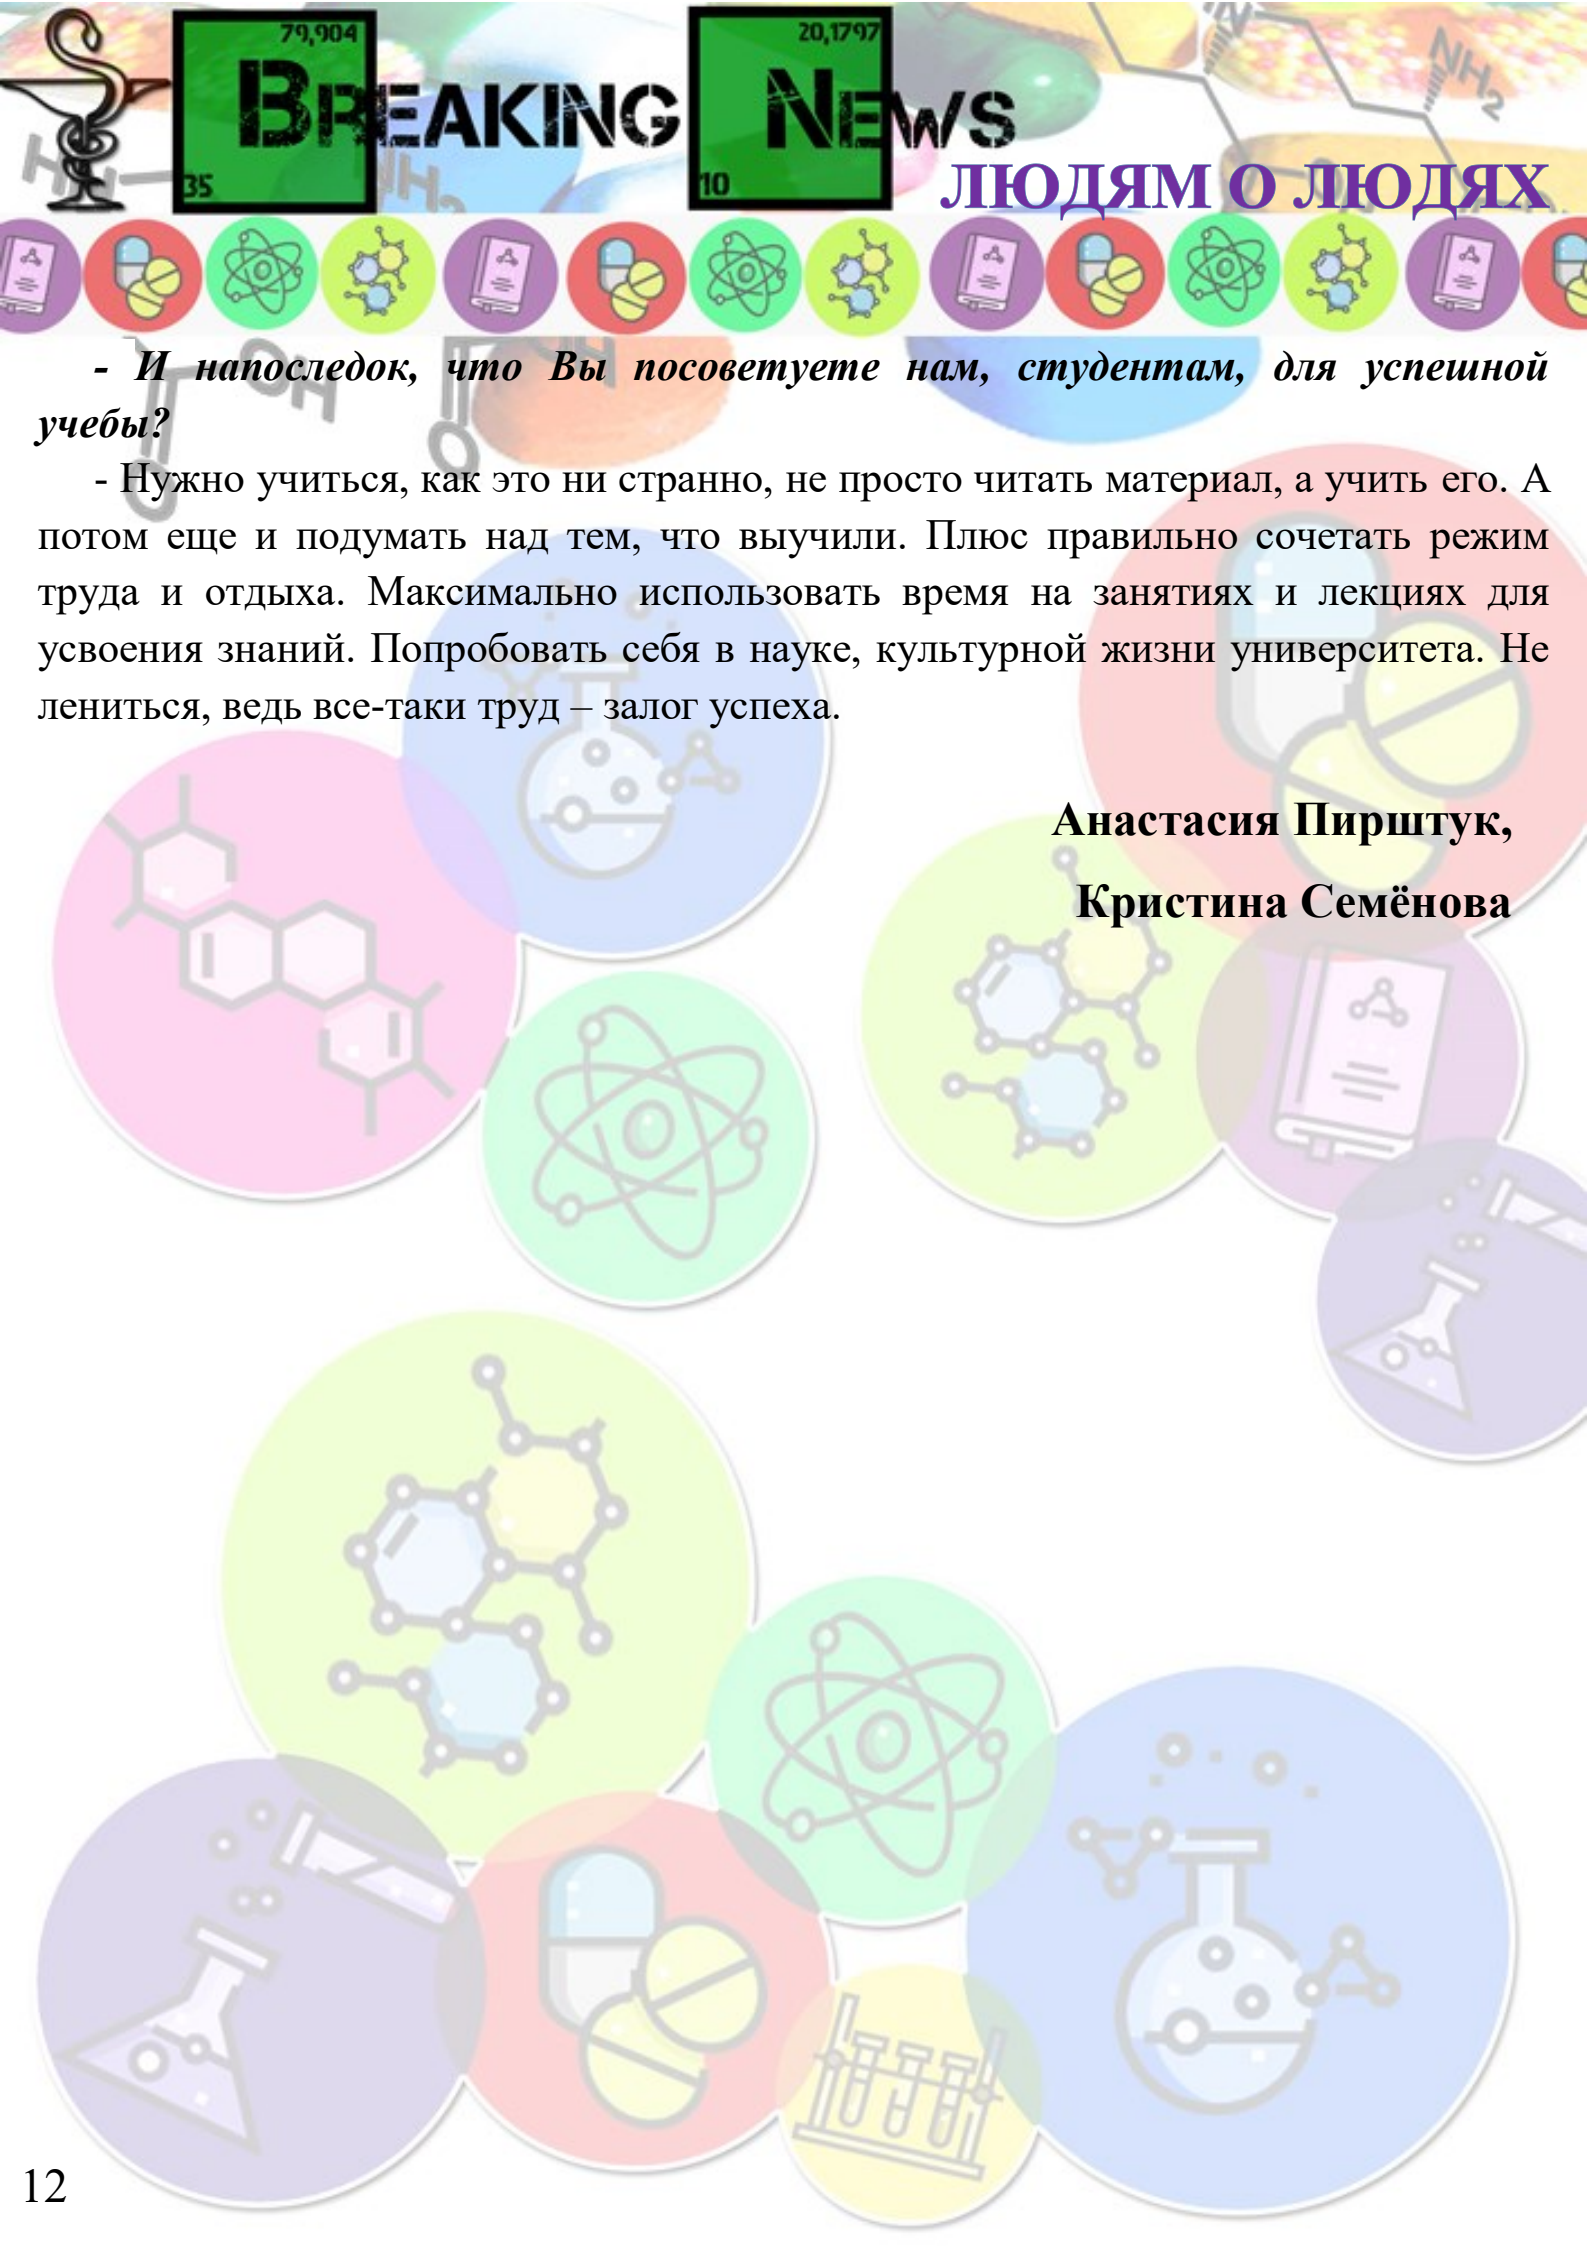 79,904
20,1797
BREAKING NEWS
35
10
ЛЮДЯМ О ЛЮДЯХ
NH2
NH2
OH
- И напоследок, что Вы посоветуете нам, студентам, для успешной
учебы?
- Нужно учиться, как это ни странно, не просто читать материал, а учить его. А
потом еще и подумать над тем, что выучили. Плюс правильно сочетать режим
труда и отдыха. Максимально использовать время на занятиях и лекциях для
усвоения знаний. Попробовать себя в науке, культурной жизни университета. Не
лениться, ведь все-таки труд – залог успеха.
Анастасия Пирштук,
Кристина Семёнова
12